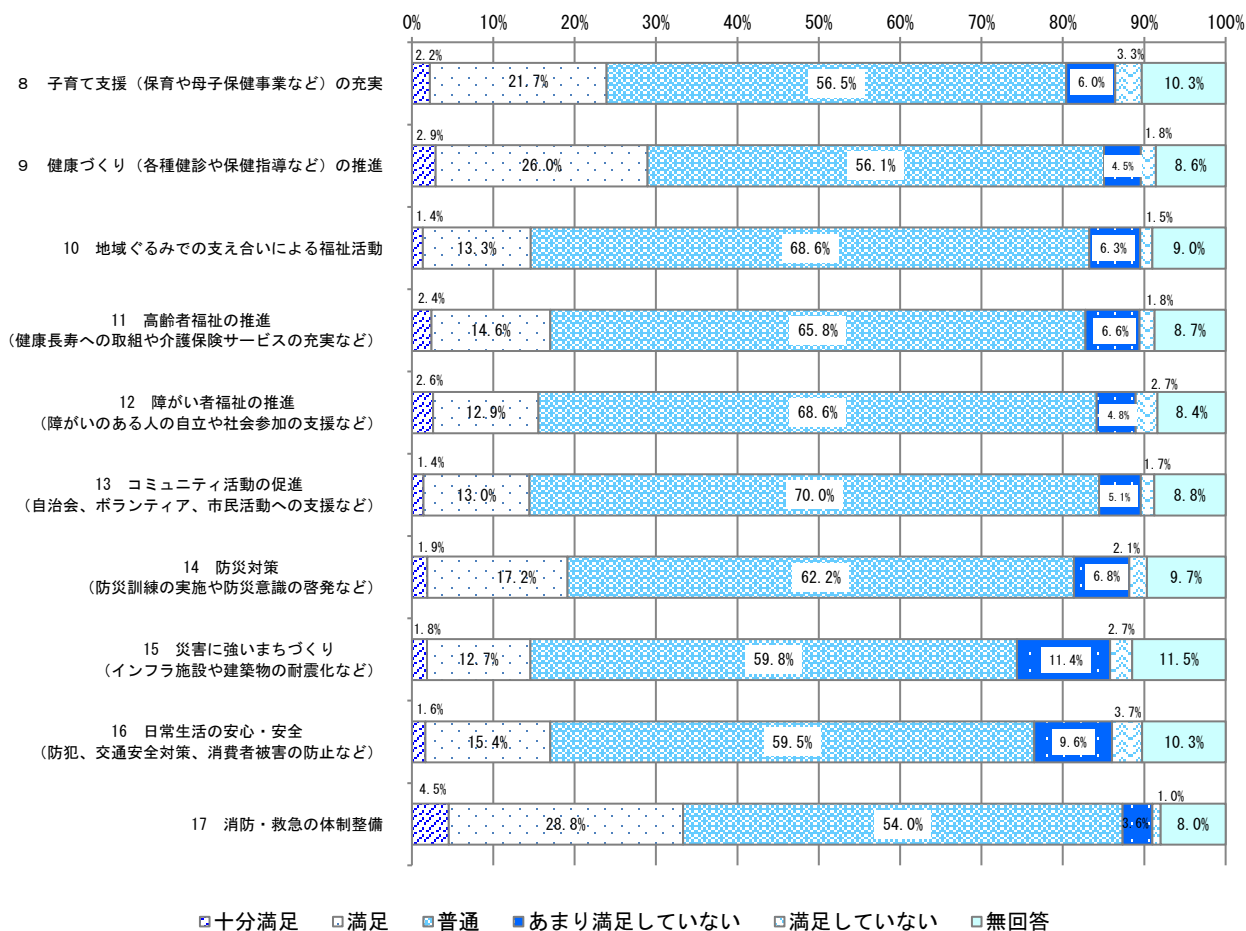 0% 10% 20% 30% 40% 50% 60% 70% 80% 90% 100%
8 子育て支援（保育や母子保健事業など）の充実
2.2% 21.7% 56.5% 6.0% 3.3% 10.3%
9 健康づくり（各種健診や保健指導など）の推進
2.9% 26.0% 56.1% 4.5% 1.8% 8.6%
10 地域ぐるみでの支え合いによる福祉活動
1.4% 13.3% 68.6% 6.3% 1.5% 9.0%
11 高齢者福祉の推進
（健康長寿への取組や介護保険サービスの充実など）
2.4% 14.6% 65.8% 6.6% 1.8% 8.7%
12 障がい者福祉の推進
（障がいのある人の自立や社会参加の支援など）
2.6% 12.9% 68.6% 4.8% 2.7% 8.4%
13 コミュニティ活動の促進
（自治会、ボランティア、市民活動への支援など）
1.4% 13.0% 70.0% 5.1% 1.7% 8.8%
14 防災対策
（防災訓練の実施や防災意識の啓発など）
1.9% 17.2% 62.2% 6.8% 2.1% 9.7%
15 災害に強いまちづくり
（インフラ施設や建築物の耐震化など）
1.8% 12.7% 59.8% 11.4% 2.7% 11.5%
16 日常生活の安心・安全
（防犯、交通安全対策、消費者被害の防止など）
1.6% 15.4% 59.5% 9.6% 3.7% 10.3%
17 消防・救急の体制整備
4.5% 28.8% 54.0% 3.6% 1.0% 8.0%
十分満足 満足 普通 あまり満足していない 満足していない 無回答